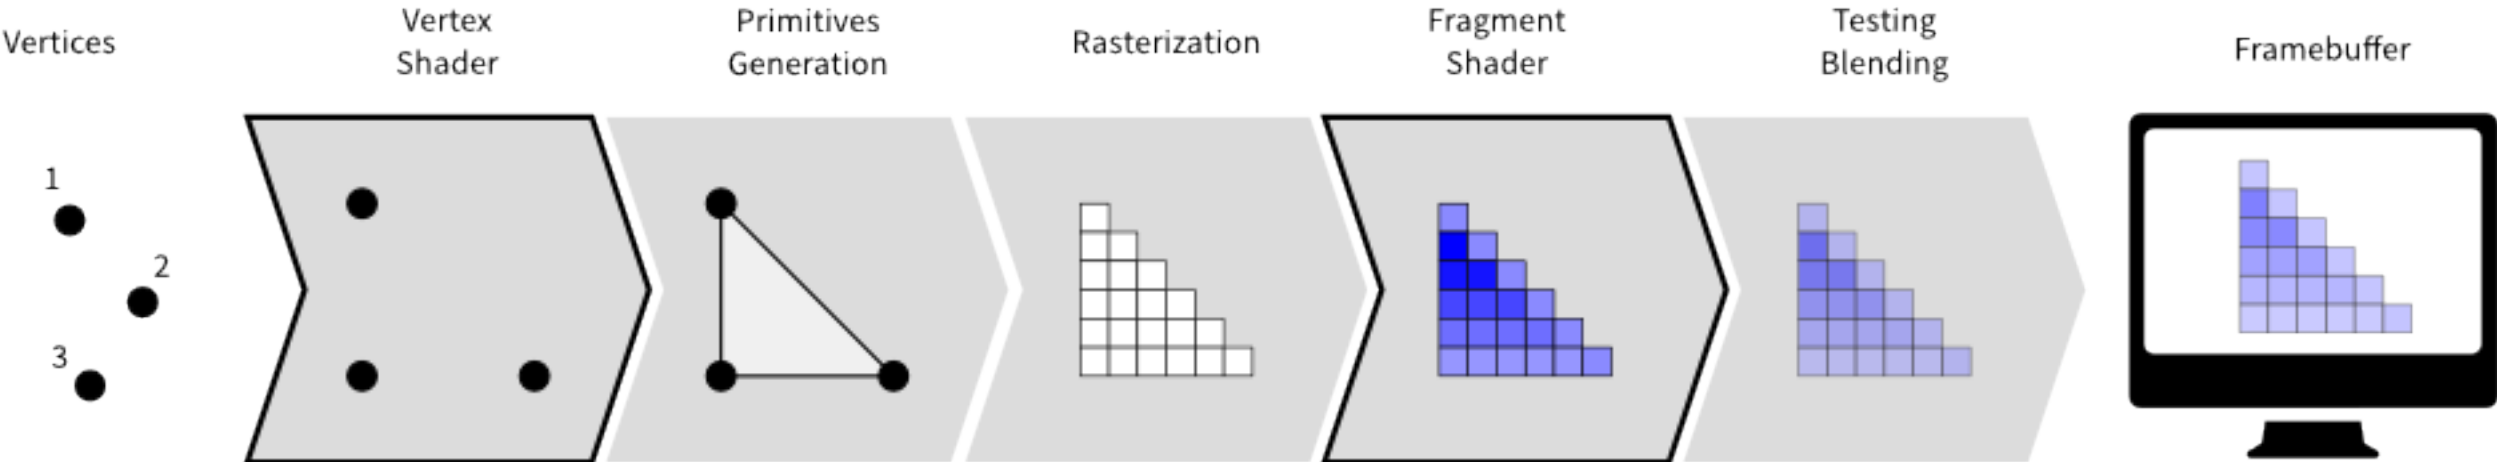 Vertices
Vertex
Shader
Primitives
Generation
Rasterization
Fragment
Shader
Testing
Blending
Framebuffer
1
2
3